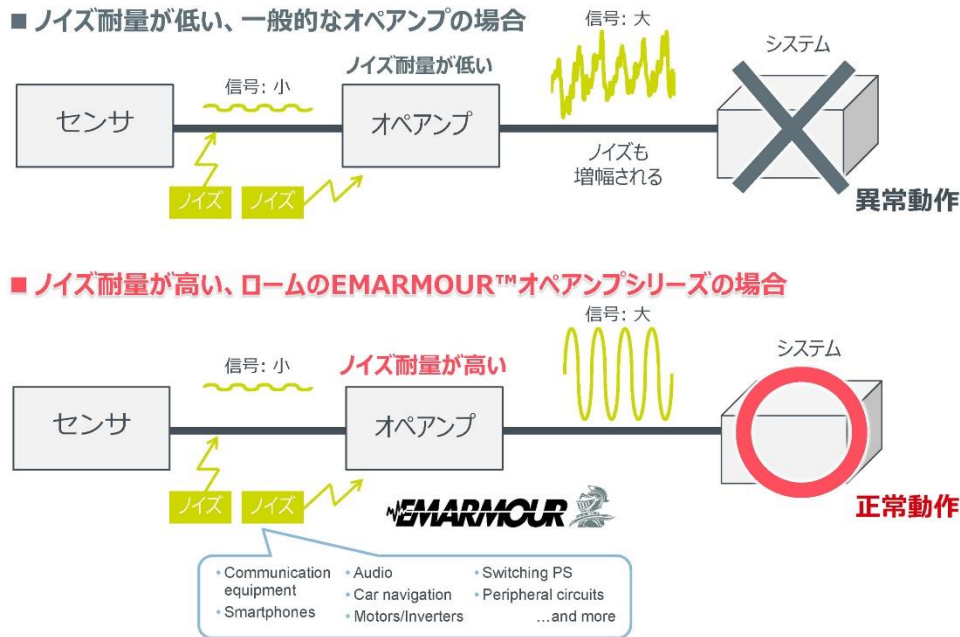 ■ ノイズ耐量が低い、一般的なオペアンプの場合
信号: 大
システム
ノイズ耐量が低い
信号: 小
センサ
オペアンプ
ノイズも
増幅される
ノイズ
ノイズ
異常動作
■ ノイズ耐量が高い、ロームのEMARMOUR™オペアンプシリーズの場合
信号: 大
システム
信号: 小
ノイズ耐量が高い
センサ
オペアンプ
ノイズ
ノイズ
EMARMOUR
正常動作
・Communication
equipment
・Smartphones
・Audio
・Car navigation
・Motors/Inverters
・Switching PS
・Peripheral circuits
…and more